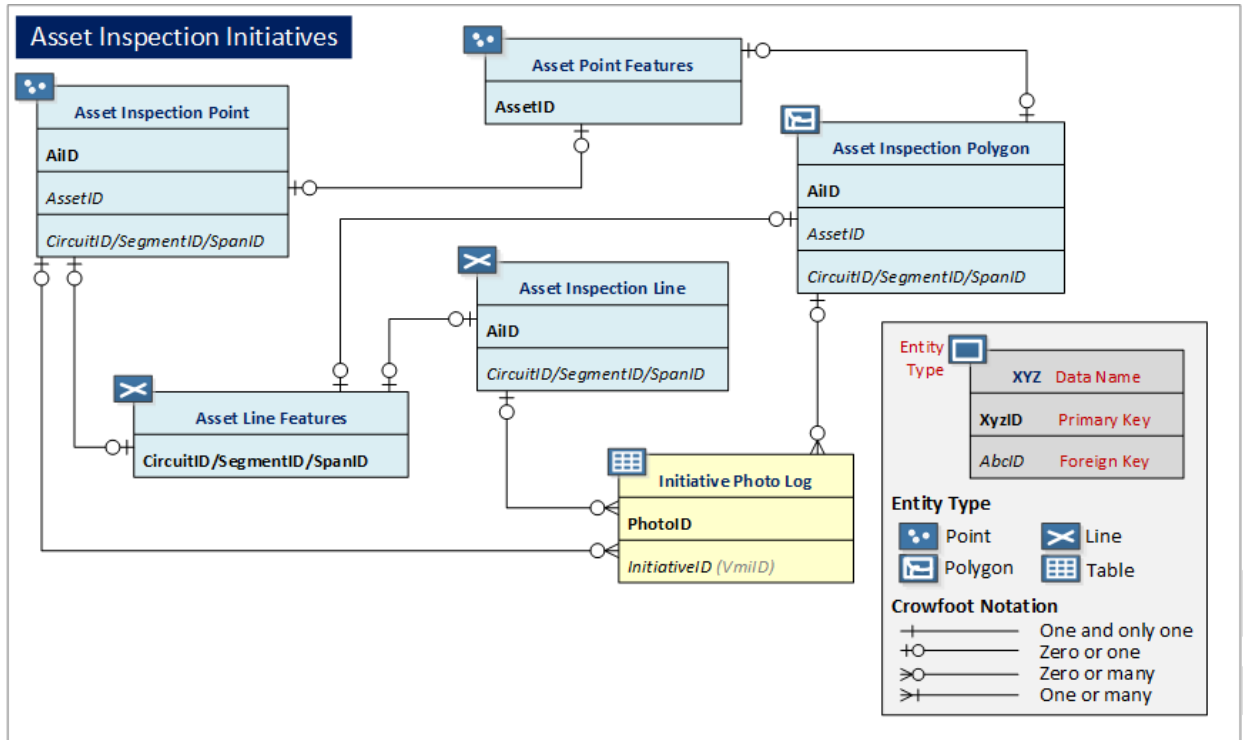 Asset Inspection Initiatives
Asset Point Features
AssetID
Asset Inspection Point
AiID
AssetID
CircuitID/SegmentID/SpanID
Asset Inspection Polygon
AiID
AssetID
CircuitID/SegmentID/SpanID
Asset Inspection Line
AiID
CircuitID/SegmentID/SpanID
Asset Line Features
CircuitID/SegmentID/SpanID
Initiative Photo Log
PhotoID
InitiativeID (VmiID)
Entity
Type
XYZ Data Name
XyzID Primary Key
AbcID Foreign Key
Entity Type
Point
Line
Polygon
Table
Crowfoot Notation
One and only one
Zero or one
Zero or many
One or many